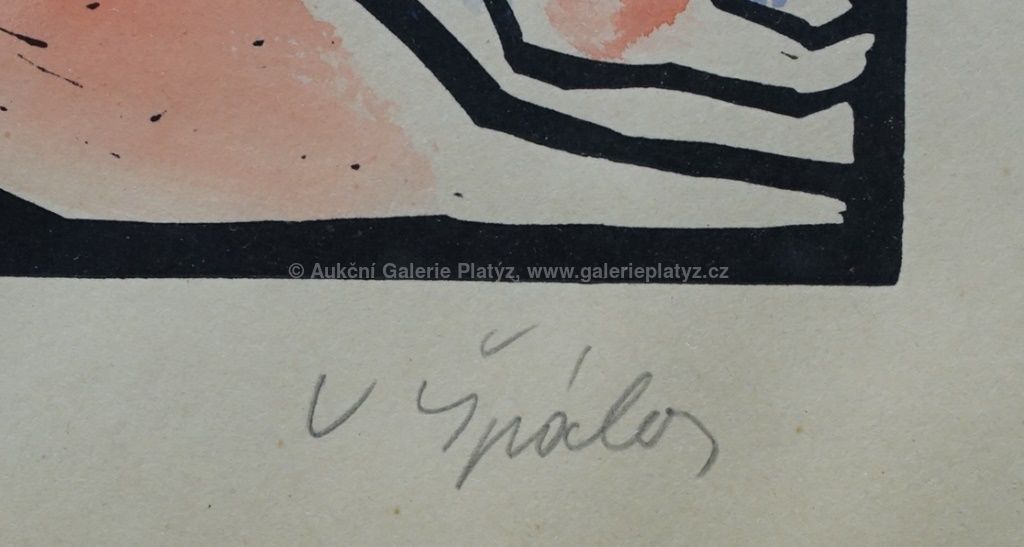 © Aukční Galerie Platýz, www.galerieplatyz.cz
V Špála